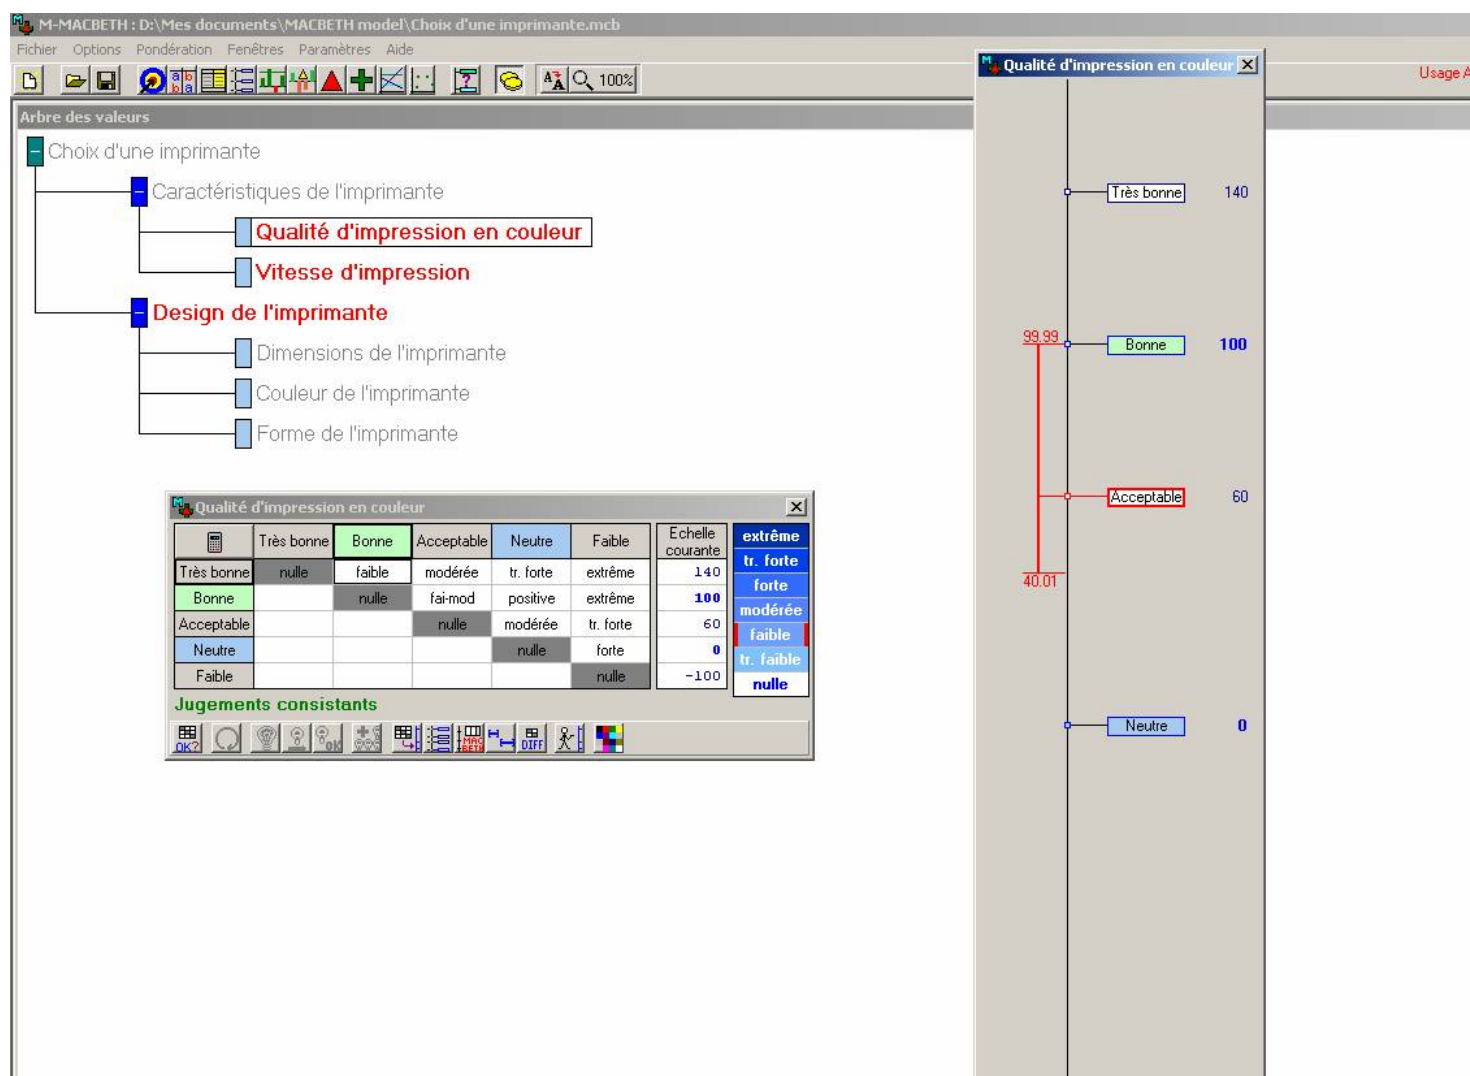 M-MACBETH : D:\Mes documents\MACBETH model\Choix d'une imprimante.mcb
Fichier Options Pondération Fenêtres Paramètres Aide
100%
Usage A
Arbre des valeurs
Choix d'une imprimante
Caractéristiques de l'imprimante
Qualité d'impression en couleur
Vitesse d'impression
Design de l'imprimante
Dimensions de l'imprimante
Couleur de l'imprimante
Forme de l'imprimante
Qualité d'impression en couleur
Très bonne Bonne Acceptable Neutre Faible Echelle courante
Très bonne nulle faible modérée tr. forte extrême 140
Bonne nulle fai-mod positive extrême 100
Acceptable nulle modérée tr. forte 60
Neutre nulle forte 0
Faible nulle -100
extrême
tr. forte
forte
modérée
faible
tr. faible
nulle
Jugements consistants
OK? OK MAC BETH DIFF
Qualité d'impression en couleur
Très bonne 140
99.99 Bonne 100
Acceptable 60
40.01
Neutre 0